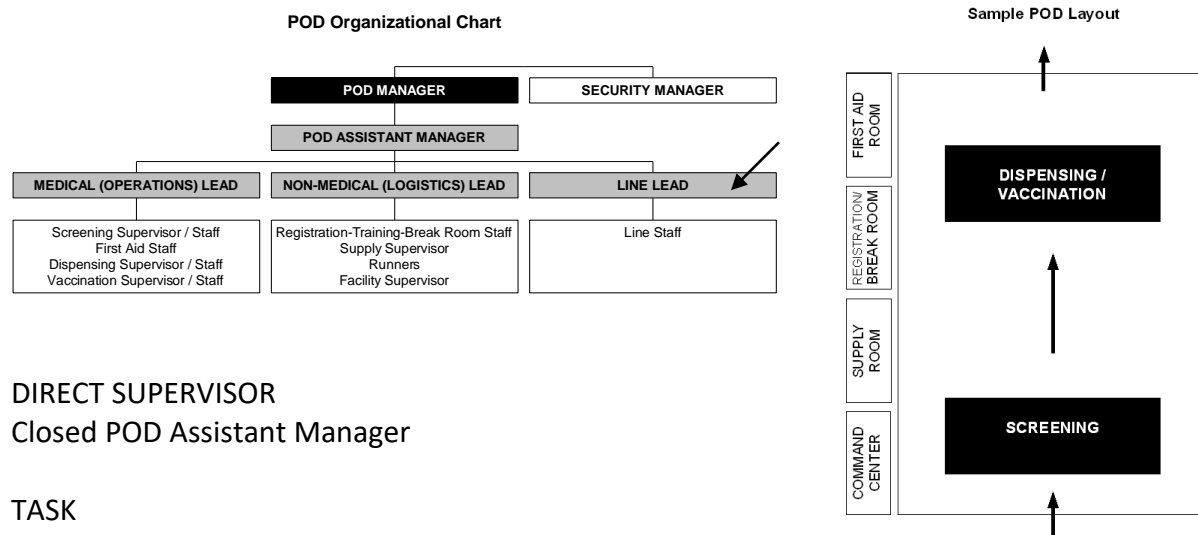 POD Organizational Chart
POD MANAGER
SECURITY MANAGER
POD ASSISTANT MANAGER
MEDICAL (OPERATIONS) LEAD
NON-MEDICAL (LOGISTICS) LEAD
LINE LEAD
Screening Supervisor / Staff
First Aid Staff
Dispensing Supervisor / Staff
Vaccination Supervisor / Staff
Registration-Training-Break Room Staff
Supply Supervisor
Runners
Facility Supervisor
Line Staff
DIRECT SUPERVISOR
Closed POD Assistant Manager
TASK
Sample POD Layout
FIRST AID
ROOM
REGISTRATION/
BREAK ROOM
SUPPLY
ROOM
COMMAND
CENTER
DISPENSING /
VACCINATION
SCREENING